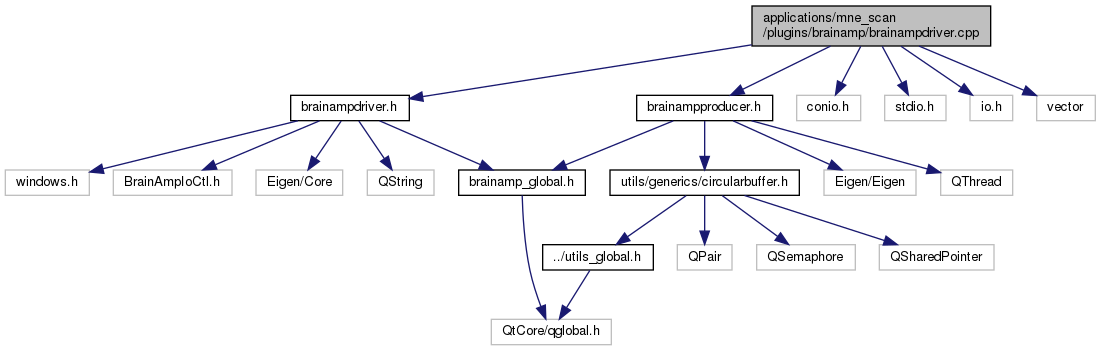 applications/mne_scan
/plugins/brainamp/brainampdriver.cpp
brainampdriver.h
brainampproducer.h
conio.h
stdio.h
io.h
vector
windows.h
BrainAmpIoCtl.h
Eigen/Core
QString
brainamp_global.h
utils/generics/circularbuffer.h
Eigen/Eigen
QThread
../utils_global.h
QPair
QSemaphore
QSharedPointer
QtCore/qglobal.h